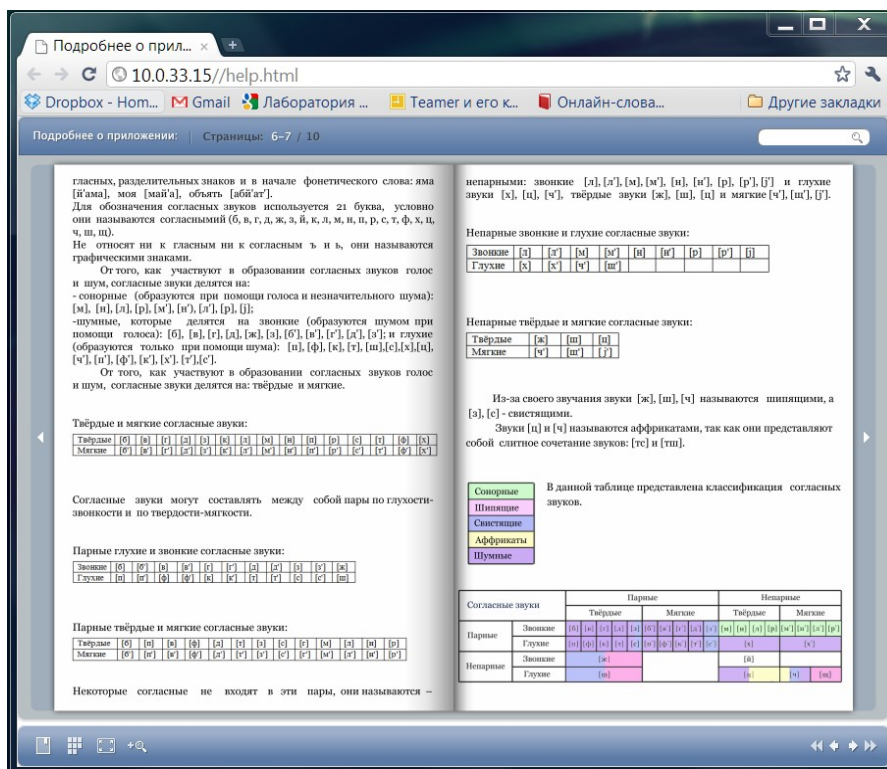 Подробнее о прил...
10.0.33.15//help.html
Dropbox - Hom...
Gmail
Лаборатория ...
Teamer и его к...
Онлайн-слова...
Другие закладки
Подробнее о приложении: | Страницы: 6–7 / 10
гласных, разделительных знаков и в начале фонетического слова: яма
[й'ама], моя [май'а], объять [абй'ат'].
Для обозначения согласных звуков используется 21 буква, условно
они называются согласныимй (б, в, г, д, ж, з, й, к, л, м, н, п, р, с, т, ф, х, ц,
ч, ш, щ).
Не относят ни к гласным ни к согласным ъ и ь, они называются
графическими знаками.
От того, как участвуют в образовании согласных звуков голос
и шум, согласные звуки делятся на:
- сонорные (образуются при помощи голоса и незначительного шума):
[м], [н], [л], [р], [м'], [н'), [л'], [р], [j];
-шумные, которые делятся на звонкие (образуются шумом при
помощи голоса): [б], [в], [г], [д], [ж], [з], [б'], [в'], [г'], [д'], [з']; и глухие
(образуются только при помощи шума): [п], [ф], [к], [т], [ш],[с],[х],[ц],
[ч'], [п'], [ф'], [к'], [х']. [т'],[с'].
От того, как участвуют в образовании согласных звуков голос
и шум, согласные звуки делятся на: твёрдые и мягкие.
Твёрдые и мягкие согласные звуки:
Твёрдые [б] [в] [г] [д] [з] [к] [л] [м] [н] [п] [р] [с] [т] [ф] [х]
Мягкие [б'] [в'] [г'] [д'] [з'] [к'] [л'] [м'] [н'] [п'] [р'] [с'] [т'] [ф'] [х']
Согласные звуки могут составлять между собой пары по глухости-
звонкости и по твердости-мягкости.
Парные глухие и звонкие согласные звуки:
Звонкие [б] [б'] [в] [в'] [г] [г'] [д] [д'] [з] [з'] [ж]
Глухие [п] [п'] [ф] [ф'] [к] [к'] [т] [т'] [с] [с'] [ш]
Парные твёрдые и мягкие согласные звуки:
Твёрдые [б] [п] [в] [ф] [д] [т] [з] [с] [г] [м] [л] [н] [р]
Мягкие [б'] [п'] [в'] [ф'] [д'] [т'] [з'] [с'] [г'] [м'] [л'] [н'] [р']
Некоторые согласные не входят в эти пары, они называются –
непарными: звонкие [л], [л'], [м], [м'], [н], [н'], [р], [р'], [j'] и глухие
звуки [х], [ц], [ч'], твёрдые звуки [ж], [ш], [ц] и мягкие [ч'], [щ'], [j'].
Непарные звонкие и глухие согласные звуки:
Звонкие [л] [л'] [м] [м'] [н] [н'] [р] [р'] [j]
Глухие [х] [х'] [ч'] [ш']
Непарные твёрдые и мягкие согласные звуки:
Твёрдые [ж] [ш] [ц]
Мягкие [ч'] [ш'] [j']
Из-за своего звучания звуки [ж], [ш], [ч] называются шипящими, а
[з], [с] - свистящими.
Звуки [ц] и [ч] называются аффрикатами, так как они представляют
собой слитное сочетание звуков: [тс] и [тш].
Сонорные
Шипящие
Свистящие
Аффрикаты
Шумные
В данной таблице представлена классификация согласных
звуков.
Согласные звуки
Парные Непарные
Твёрдые Мягкие Твёрдые Мягкие
Парные Звонкие [б] [в] [г] [д] [з] [б'] [в'] [г'] [д'] [з'] [м] [н] [л] [р] [м'] [н'] [л'] [р']
Глухие [п] [ф] [к] [т] [с] [п'] [ф'] [к'] [т'] [с'] [х] [х']
Непарные Звонкие [ж] [й]
Глухие [ш] [ц] [ч] [щ]